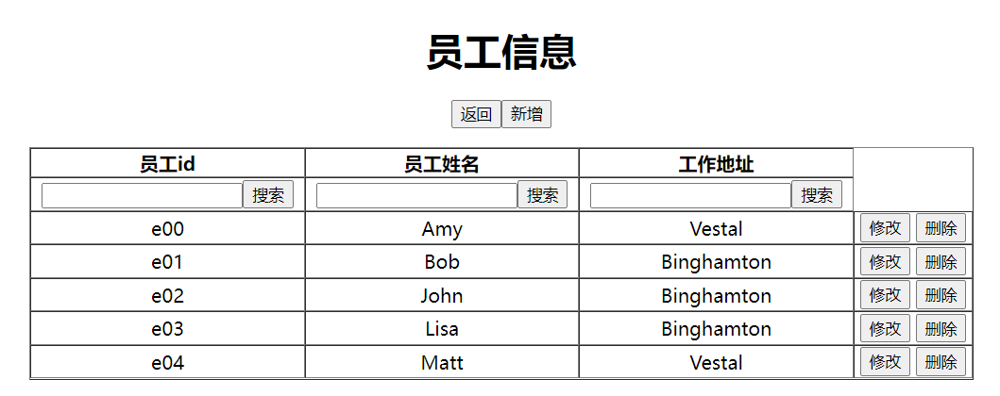 员工信息
返回 新增
员工id 员工姓名 工作地址
搜索 搜索 搜索
e00 Amy Vestal 修改 删除
e01 Bob Binghamton 修改 删除
e02 John Binghamton 修改 删除
e03 Lisa Binghamton 修改 删除
e04 Matt Vestal 修改 删除